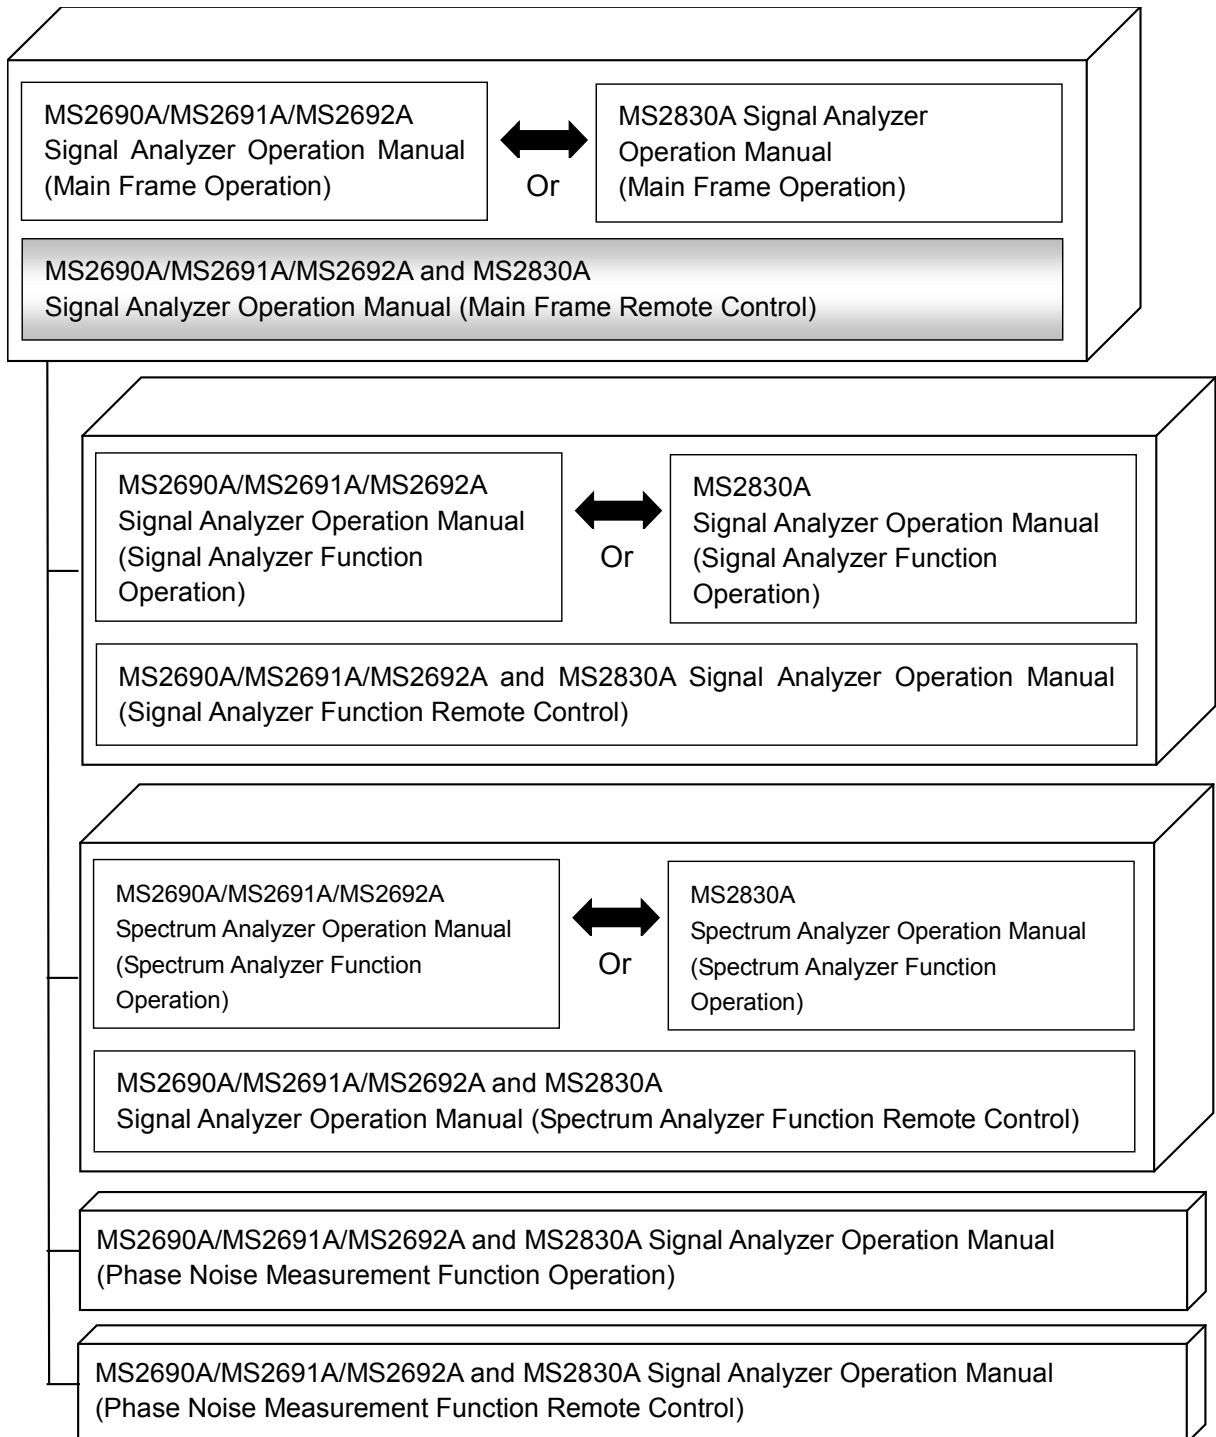 MS2690A/MS2691A/MS2692A
Signal Analyzer Operation Manual
(Main Frame Operation)
Or
MS2830A Signal Analyzer
Operation Manual
(Main Frame Operation)
MS2690A/MS2691A/MS2692A and MS2830A
Signal Analyzer Operation Manual (Main Frame Remote Control)
MS2690A/MS2691A/MS2692A
Signal Analyzer Operation Manual
(Signal Analyzer Function
Operation)
Or
MS2830A
Signal Analyzer Operation Manual
(Signal Analyzer Function
Operation)
MS2690A/MS2691A/MS2692A and MS2830A Signal Analyzer Operation Manual
(Signal Analyzer Function Remote Control)
MS2690A/MS2691A/MS2692A
Spectrum Analyzer Operation Manual
(Spectrum Analyzer Function
Operation)
Or
MS2830A
Spectrum Analyzer Operation Manual
(Spectrum Analyzer Function
Operation)
MS2690A/MS2691A/MS2692A and MS2830A
Signal Analyzer Operation Manual (Spectrum Analyzer Function Remote Control)
MS2690A/MS2691A/MS2692A and MS2830A Signal Analyzer Operation Manual
(Phase Noise Measurement Function Operation)
MS2690A/MS2691A/MS2692A and MS2830A Signal Analyzer Operation Manual
(Phase Noise Measurement Function Remote Control)